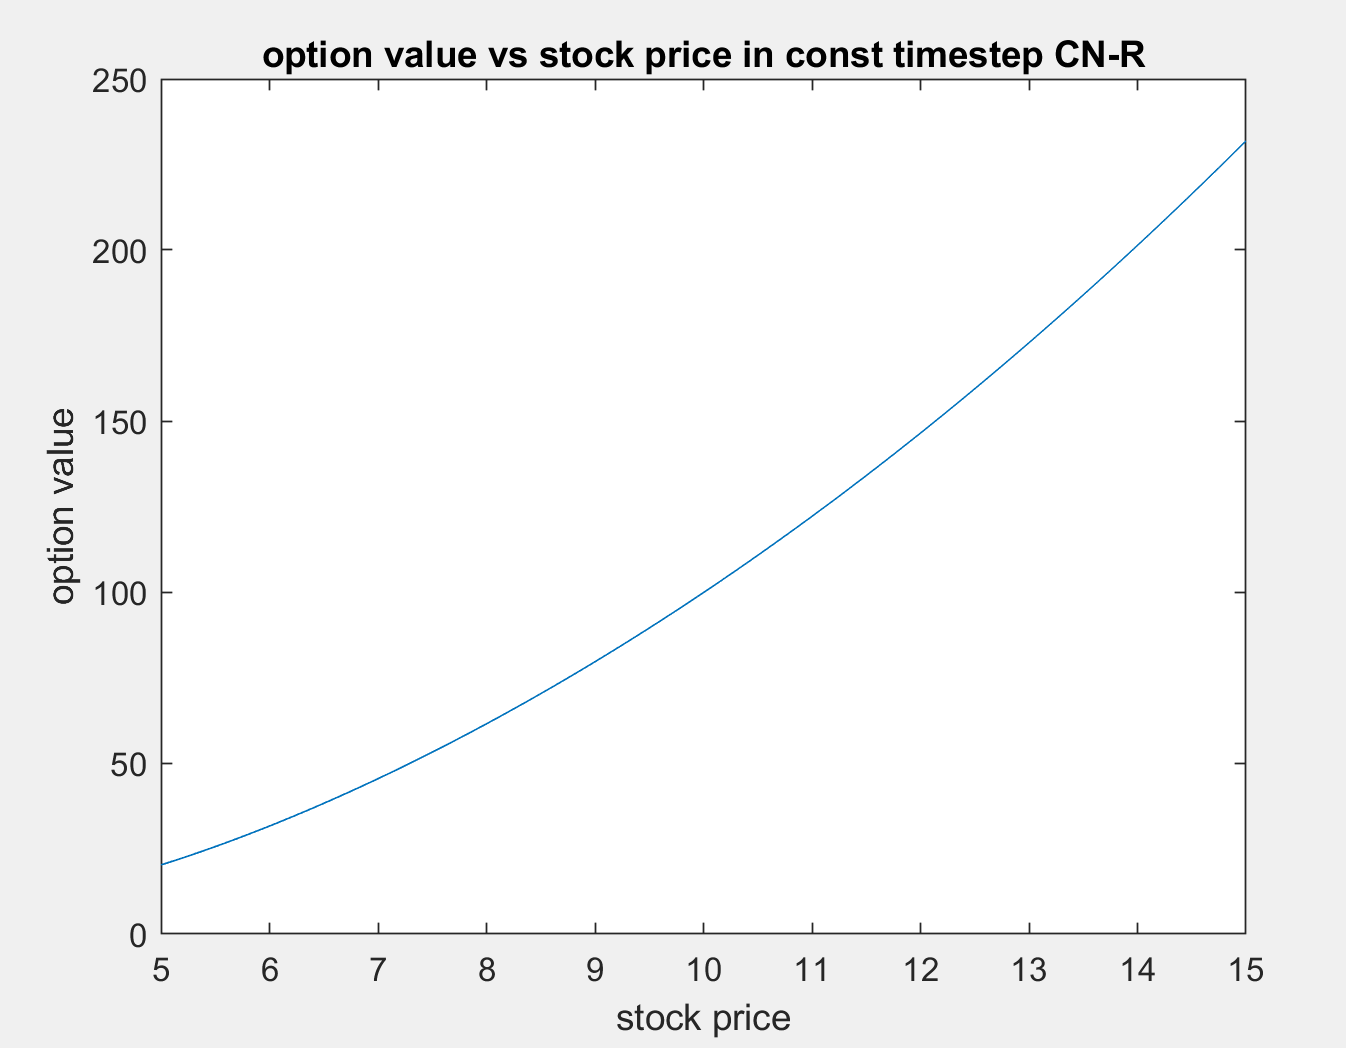 option value vs stock price in const timestep CN-R
250
200
150
100
50
0
option value
5 6 7 8 9 10 11 12 13 14 15
stock price